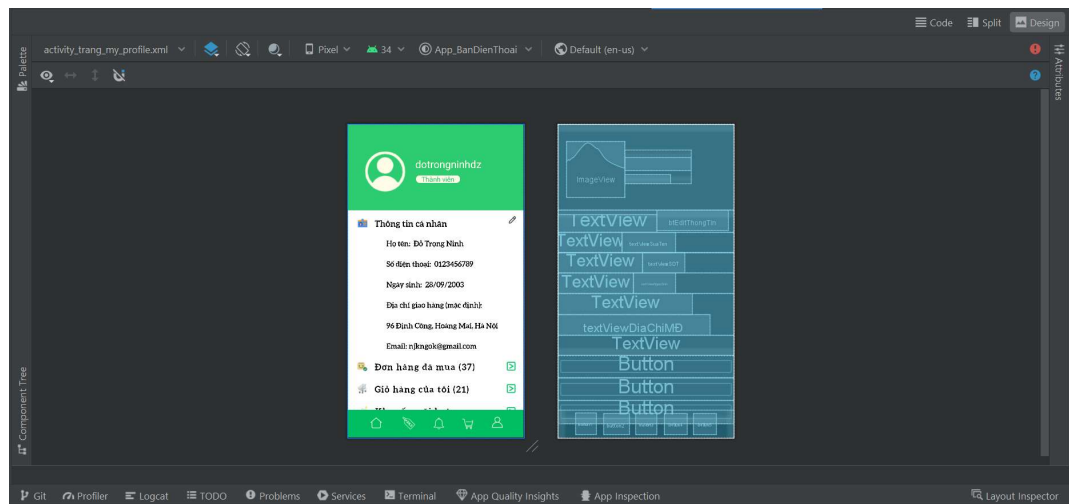 Code Split Design
activity_trang_my_profile.xml Pixel 34 App_BanDienThoai Default (en-us)
Palette
Attributes
dotrongninhdz
Thành viên
Thông tin cá nhân
Họ tên: Đỗ Trọng Ninh
Số điện thoại: 0123456789
Ngày sinh: 28/09/2003
Địa chỉ giao hàng (mặc định):
96 Định Công, Hoàng Mai, Hà Nội
Email: njkngok@gmail.com
Đơn hàng đã mua (37)
Giỏ hàng của tôi (21)
ImageView
TextView btEditThongTin
TextView
TextView textViewSDT
TextView
TextView
textViewDiaChiMĐ
TextView
Button
Button
Button
Component Tree
Git Profiler Logcat TODO Problems Services Terminal App Quality Insights App Inspection Layout Inspector